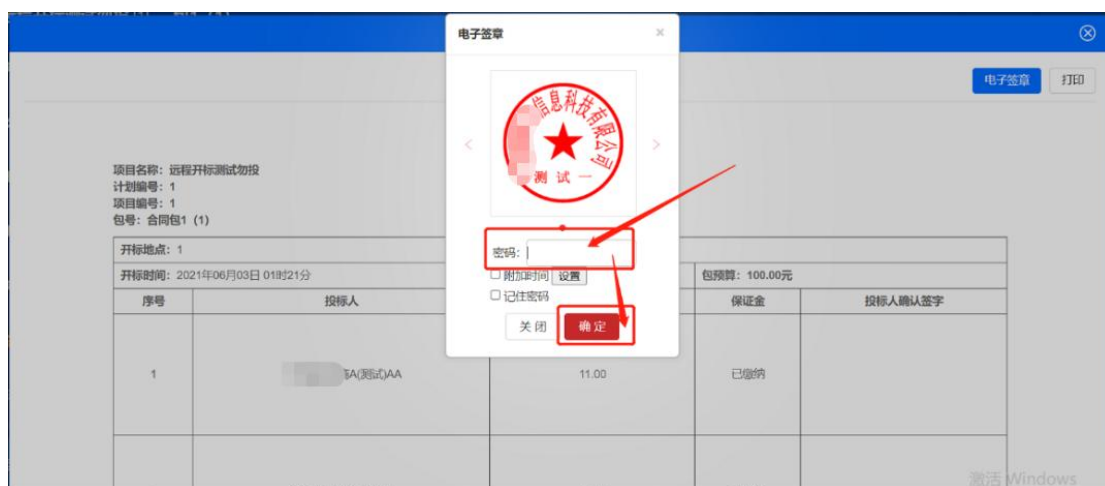 电子签章
×
电子签章
打印
信息科技有限公司
测试一
项目名称：远程开标测试勿投
计划编号：1
项目编号：1
包号：合同包1（1）
密码：
附加时间 设置
记住密码
关闭 确定
开标地点：1
开标时间：2021年06月03日 01时21分 包预算：100.00元
序号 投标人 保证金 投标人确认签字
1 A(测试)AA 11.00 已缴纳
激活 Windows